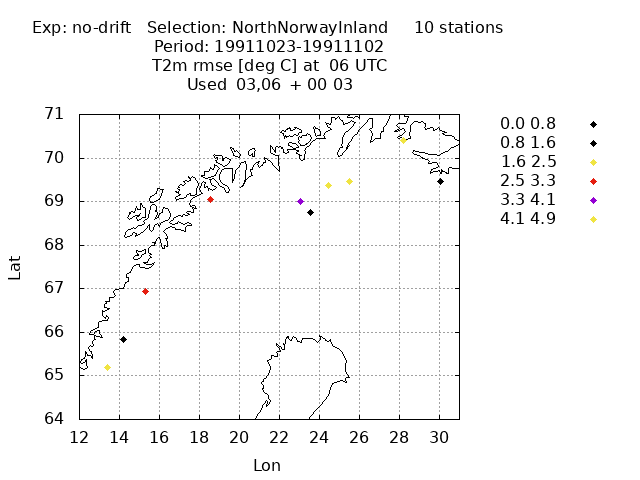 Exp: no-drift Selection: NorthNorwayInland 10 stations
Period: 19911023-19911102
T2m rmse [deg C] at 06 UTC
Used 03,06 + 00 03
71
70
69
68
67
66
65
64
12 14 16 18 20 22 24 26 28 30
Lat
Lon
0.0 0.8
0.8 1.6
1.6 2.5
2.5 3.3
3.3 4.1
4.1 4.9